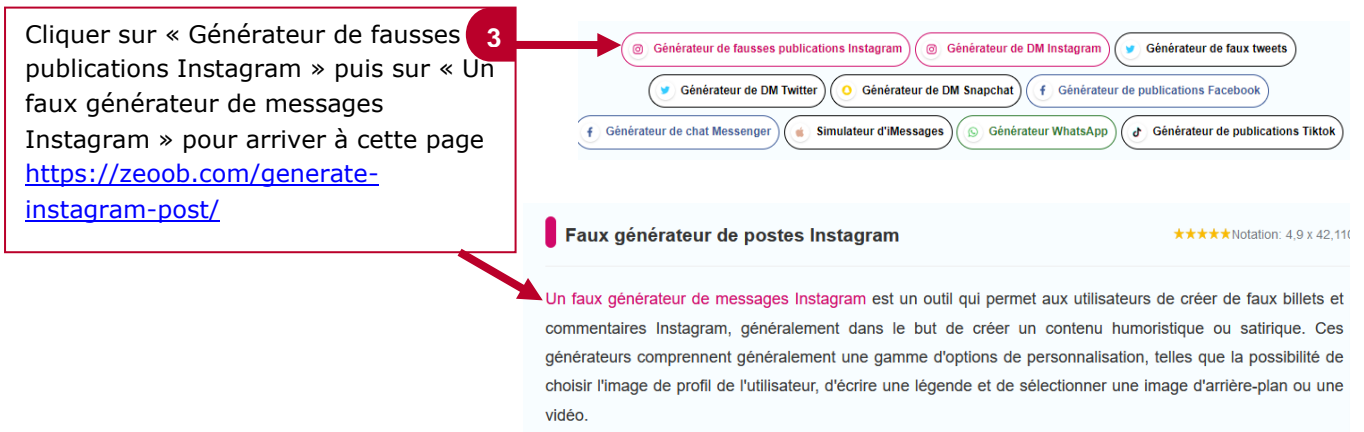 Cliquer sur « Générateur de fausses
publications Instagram » puis sur « Un
faux générateur de messages
Instagram » pour arriver à cette page
https://zeoob.com/generate-
instagram-post/
3
Générateur de fausses publications Instagram Générateur de DM Instagram Générateur de faux tweets
Générateur de DM Twitter Générateur de DM Snapchat Générateur de publications Facebook
Générateur de chat Messenger Simulateur d'iMessages Générateur WhatsApp Générateur de publications Tiktok
Faux générateur de postes Instagram ★★★★★Notation: 4,9 x 42,110
Un faux générateur de messages Instagram est un outil qui permet aux utilisateurs de créer de faux billets et
commentaires Instagram, généralement dans le but de créer un contenu humoristique ou satirique. Ces
générateurs comprennent généralement une gamme d'options de personnalisation, telles que la possibilité de
choisir l'image de profil de l'utilisateur, d'écrire une légende et de sélectionner une image d'arrière-plan ou une
vidéo.